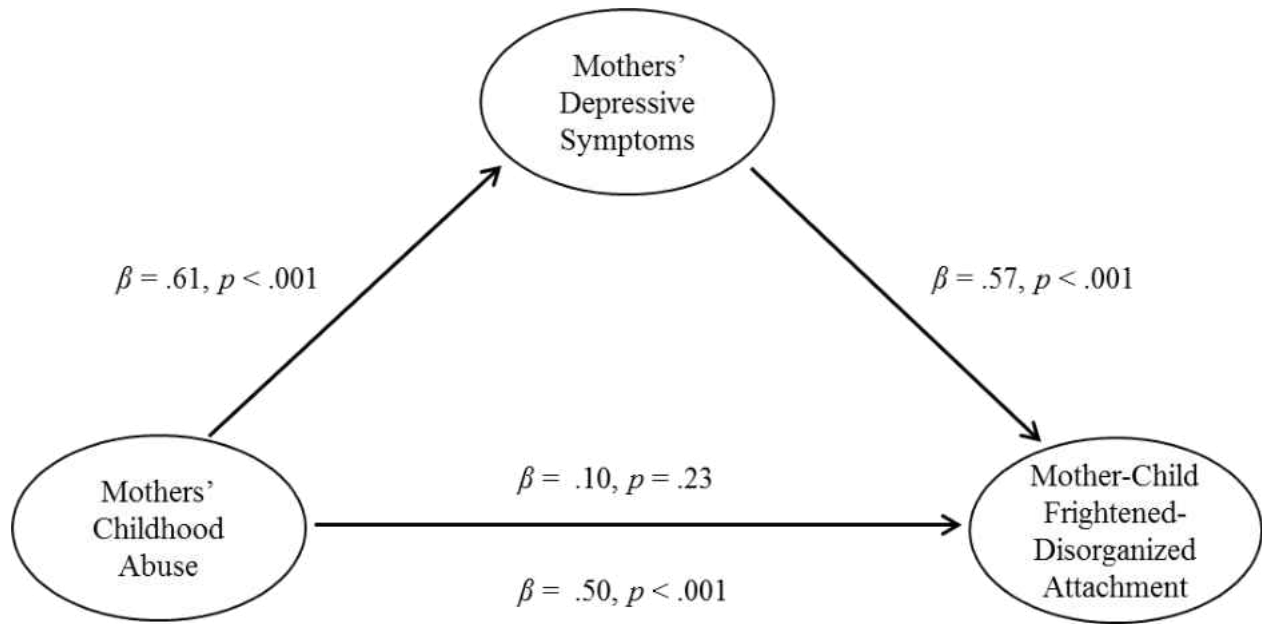 Mothers’
Depressive
Symptoms
β = .61, p < .001
β = .57, p < .001
Mothers’
Childhood
Abuse
β = .10, p = .23
β = .50, p < .001
Mother-Child
Frightened-
Disorganized
Attachment